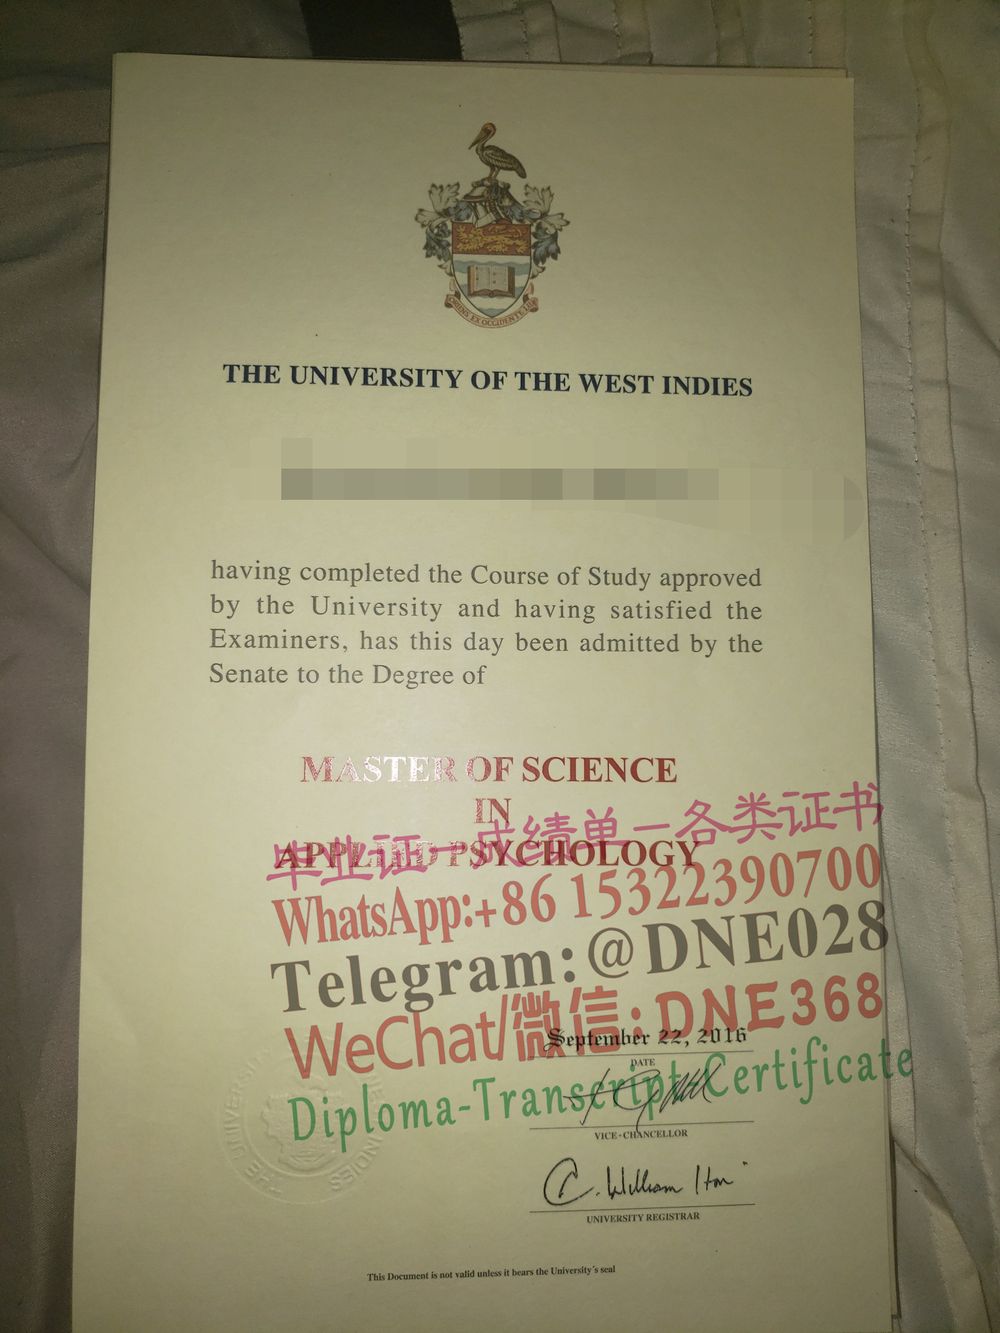 ORIENS EX OCCIDENTE LUX
THE UNIVERSITY OF THE WEST INDIES
having completed the Course of Study approved
by the University and having satisfied the
Examiners, has this day been admitted by the
Senate to the Degree of
MASTER OF SCIENCE
IN
APPLIED PSYCHOLOGY
毕业证—成绩单—各类证书
WhatsApp:+86 15322390700
Telegram:@DNE028
WeChat/微信:DNE368
September 22, 2016
DATE
Diploma-Transcript-Certificate
VICE-CHANCELLOR
UNIVERSITY REGISTRAR
This Document is not valid unless it bears the University's seal